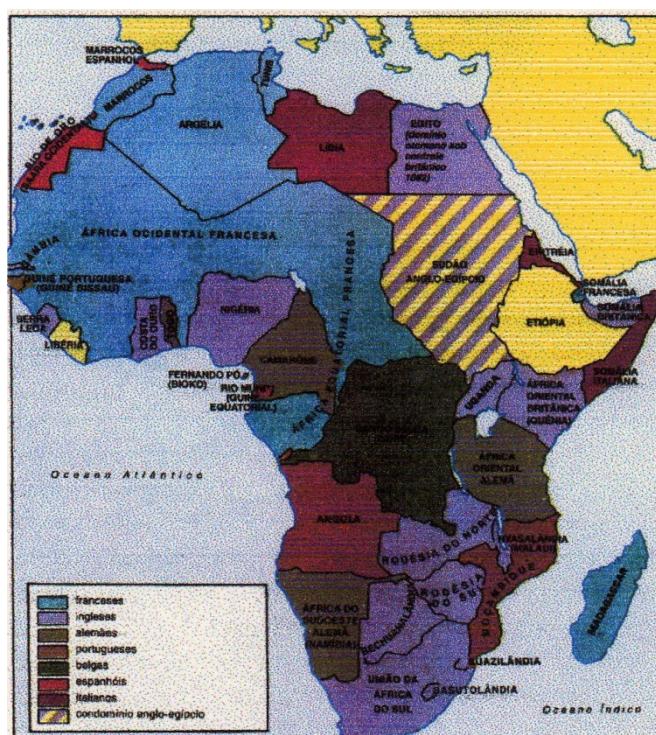 MARROCOS
ESPANHOL
MARROCOS
TUNIS
ARGÉLIA
LÍBIA
EGITO
(domínio
otomano sob
controle
britânico
1882)
RIO DE ORO
(SAARA OCIDENTAL)
ÁFRICA OCIDENTAL FRANCESA
ÁFRICA EQUATORIAL FRANCESA
SUDÃO
ANGLO-EGÍPCIO
ERITRÉIA
GÂMBIA
GUINÉ PORTUGUESA
(GUINÉ BISSAU)
SOMÁLIA
FRANCESA
SOMÁLIA
BRITÂNICA
SERRA
LEOA
LIBÉRIA
COSTA
DO OURO
TOGO
NIGÉRIA
ETIÓPIA
CAMARÕES
SOMÁLIA
ITALIANA
FERNANDO PÓ
(BIOKO)
RIO MUNI
(GUINÉ
EQUATORIAL)
UGANDA
ÁFRICA
ORIENTAL
BRITÂNICA
(QUÊNIA)
ÁFRICA
ORIENTAL
ALEMÃ
Oceano Atlântico
ANGOLA
RODÉSIA DO NORTE
NYASALÂNDIA
(MALAUI)
MOÇAMBIQUE
RODÉSIA
DO SUL
MADAGASCAR
ÁFRICA DO
SUDOESTE
ALEMÃ
(NAMÍBIA)
BECHUANALÂNDIA
SUAZILÂNDIA
UNIÃO DA
ÁFRICA
DO SUL
BASUTOLÂNDIA
Oceano Índico
franceses
ingleses
alemães
portugueses
belgas
espanhóis
italianos
condomínio anglo-egípcio